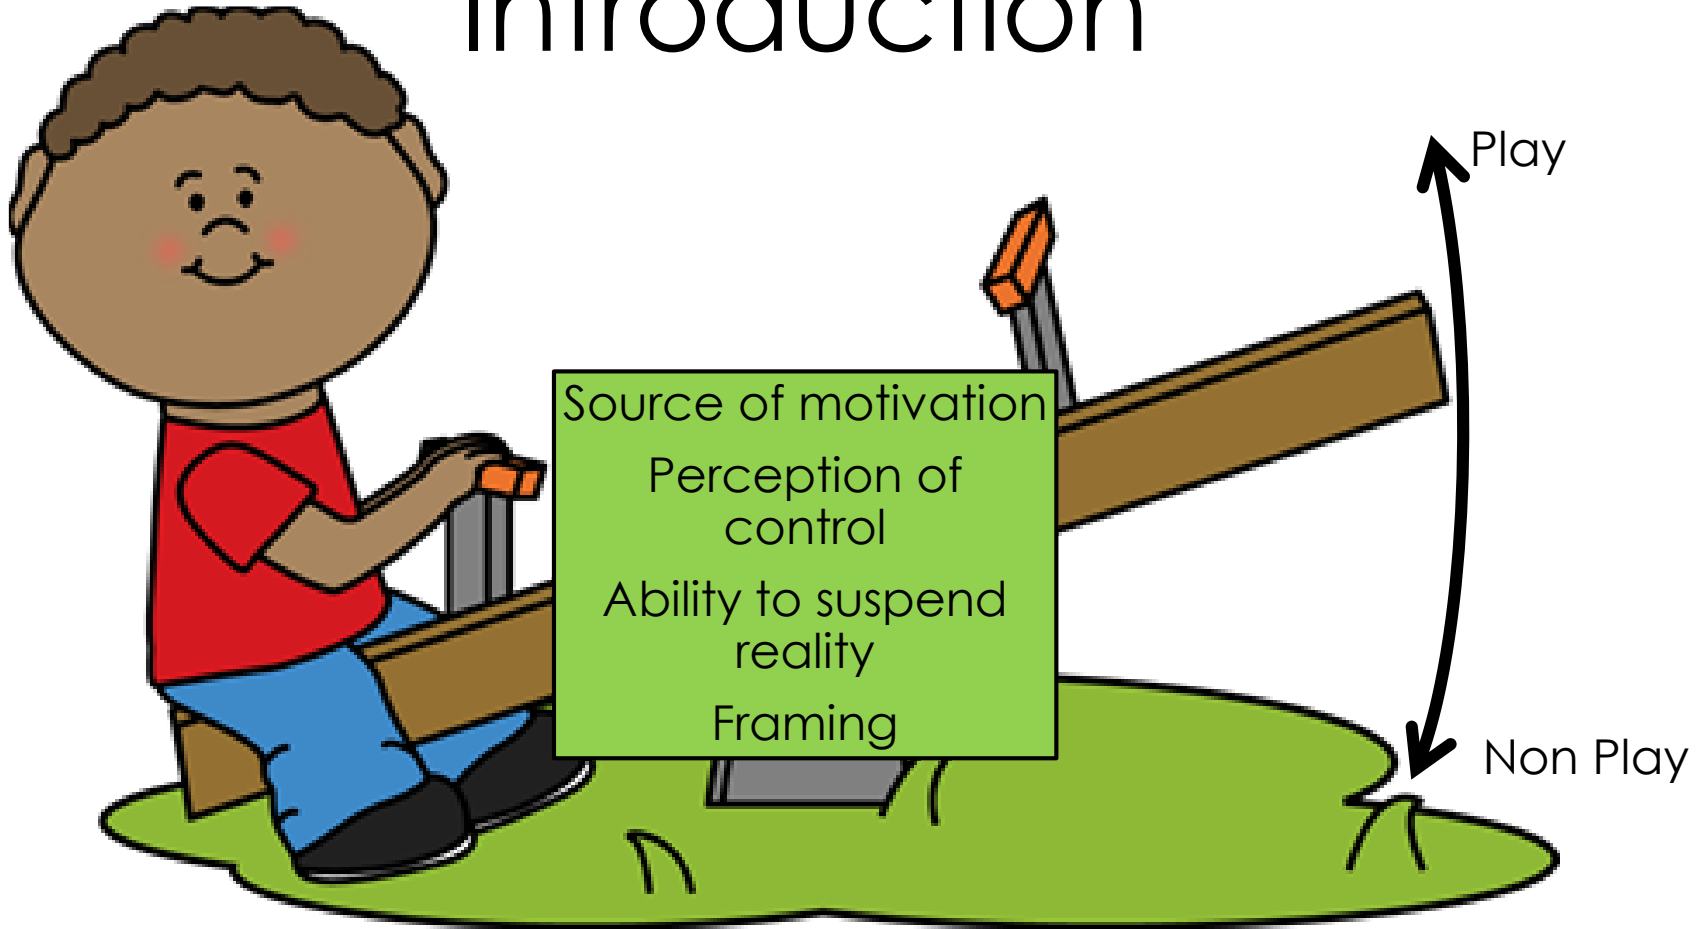 Introduction
Play
Source of motivation
Perception of
control
Ability to suspend
reality
Framing
Non Play